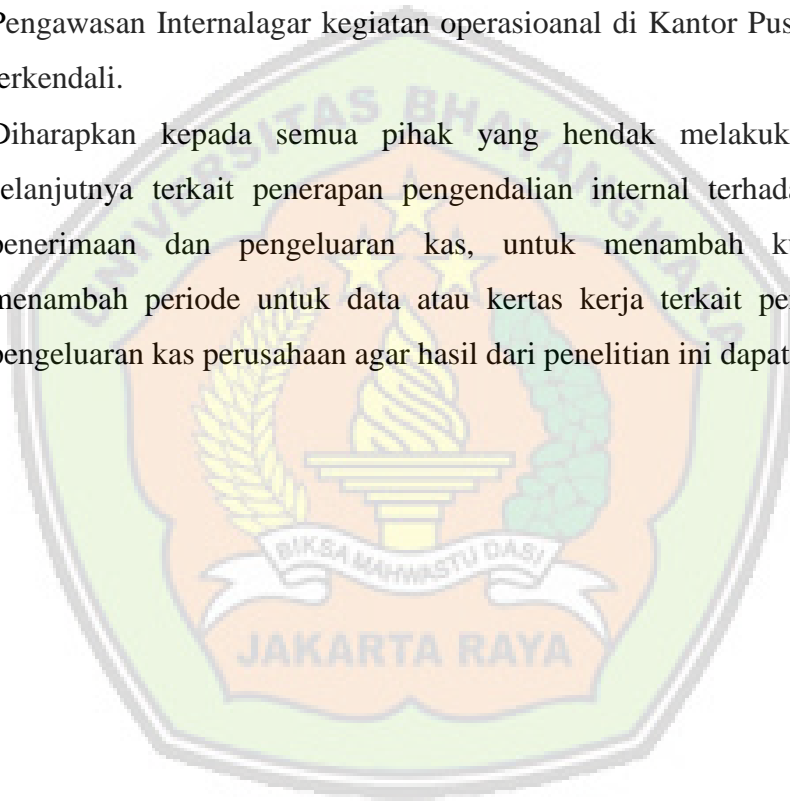 Pengawasan Internalagar kegiatan operasioanal di Kantor Pus
terkendali.
Diharapkan kepada semua pihak yang hendak melakuk
selanjutnya terkait penerapan pengendalian internal terhada
penerimaan dan pengeluaran kas, untuk menambah k
menambah periode untuk data atau kertas kerja terkait pe
pengeluaran kas perusahaan agar hasil dari penelitian ini dapat
UNIVERSITAS BHAYANGKARA
BIKSA MAHWASTU DASI
JAKARTA RAYA